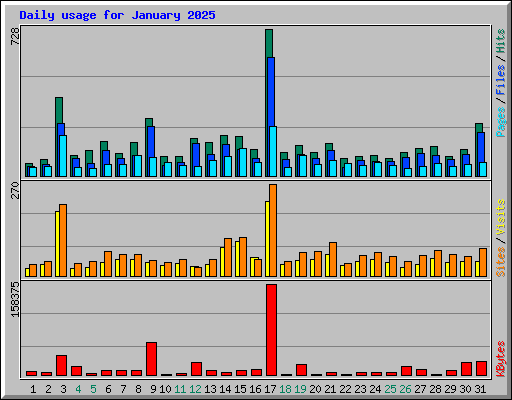 Daily usage for January 2025
728
Pages / Files / Hits
270
Sites / Visits
158375
KBytes
1 2 3 4 5 6 7 8 9 10 11 12 13 14 15 16 17 18 19 20 21 22 23 24 25 26 27 28 29 30 31